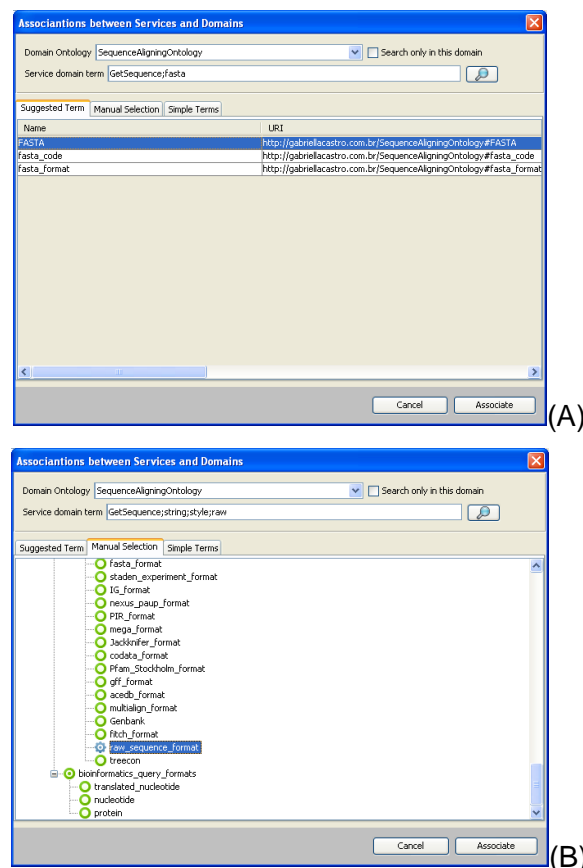 Associantions between Services and Domains
Domain Ontology SequenceAligningOntology Search only in this domain
Service domain term GetSequence;fasta
Suggested Term Manual Selection Simple Terms
Name URI
FASTA http://gabriellacastro.com.br/SequenceAligningOntology#FASTA
fasta_code http://gabriellacastro.com.br/SequenceAligningOntology#fasta_code
fasta_format http://gabriellacastro.com.br/SequenceAligningOntology#fasta_format
Cancel Associate
(A)
Associantions between Services and Domains
Domain Ontology SequenceAligningOntology Search only in this domain
Service domain term GetSequence;string;style;raw
Suggested Term Manual Selection Simple Terms
fasta_format
staden_experiment_format
IG_format
nexus_paup_format
PIR_format
mega_format
Jackknifer_format
codata_format
Pfam_Stockholm_format
gff_format
acedb_format
multialign_format
Genbank
fitch_format
raw_sequence_format
treecon
bioinformatics_query_formats
translated_nucleotide
nucleotide
protein
Cancel Associate
(B)